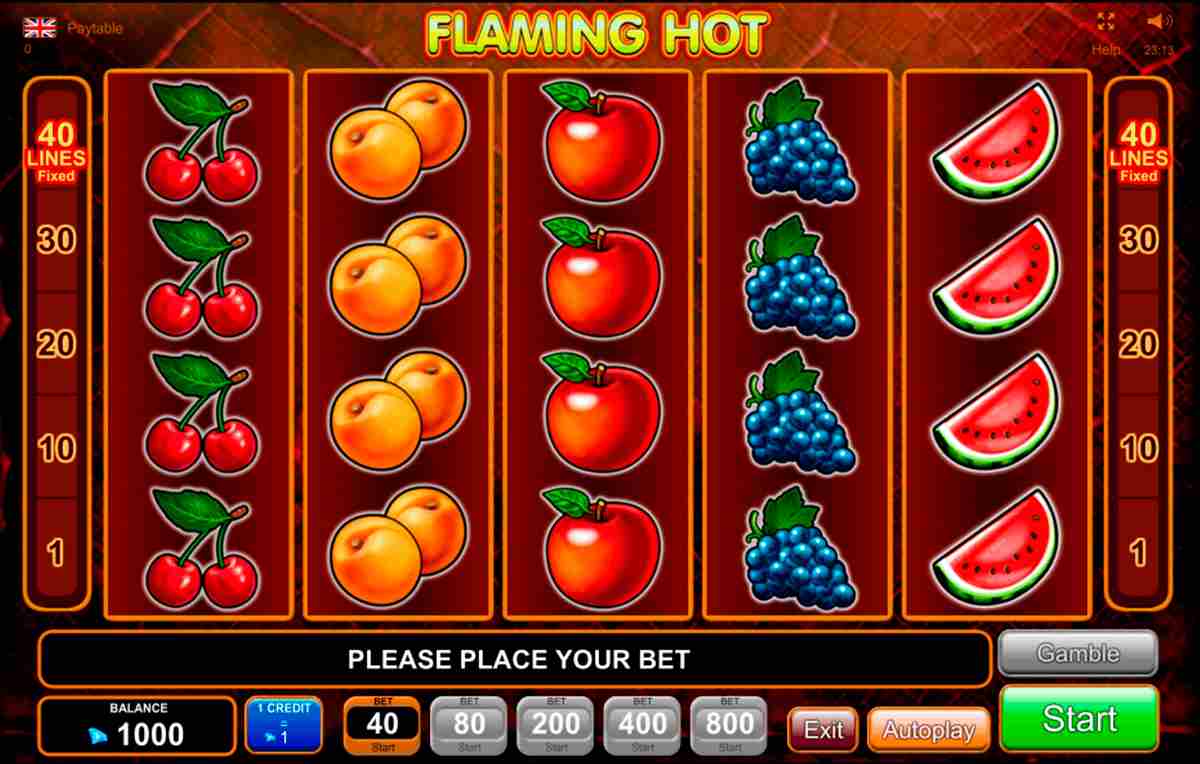 FLAMING HOT
Paytable
0
Help
23:13
40
LINES
Fixed
30
20
10
1
40
LINES
Fixed
30
20
10
1
PLEASE PLACE YOUR BET
Gamble
BALANCE
1000
1 CREDIT
=
1
BET
40
Start
BET
80
Start
BET
200
Start
BET
400
Start
BET
800
Start
Exit
Autoplay
Start